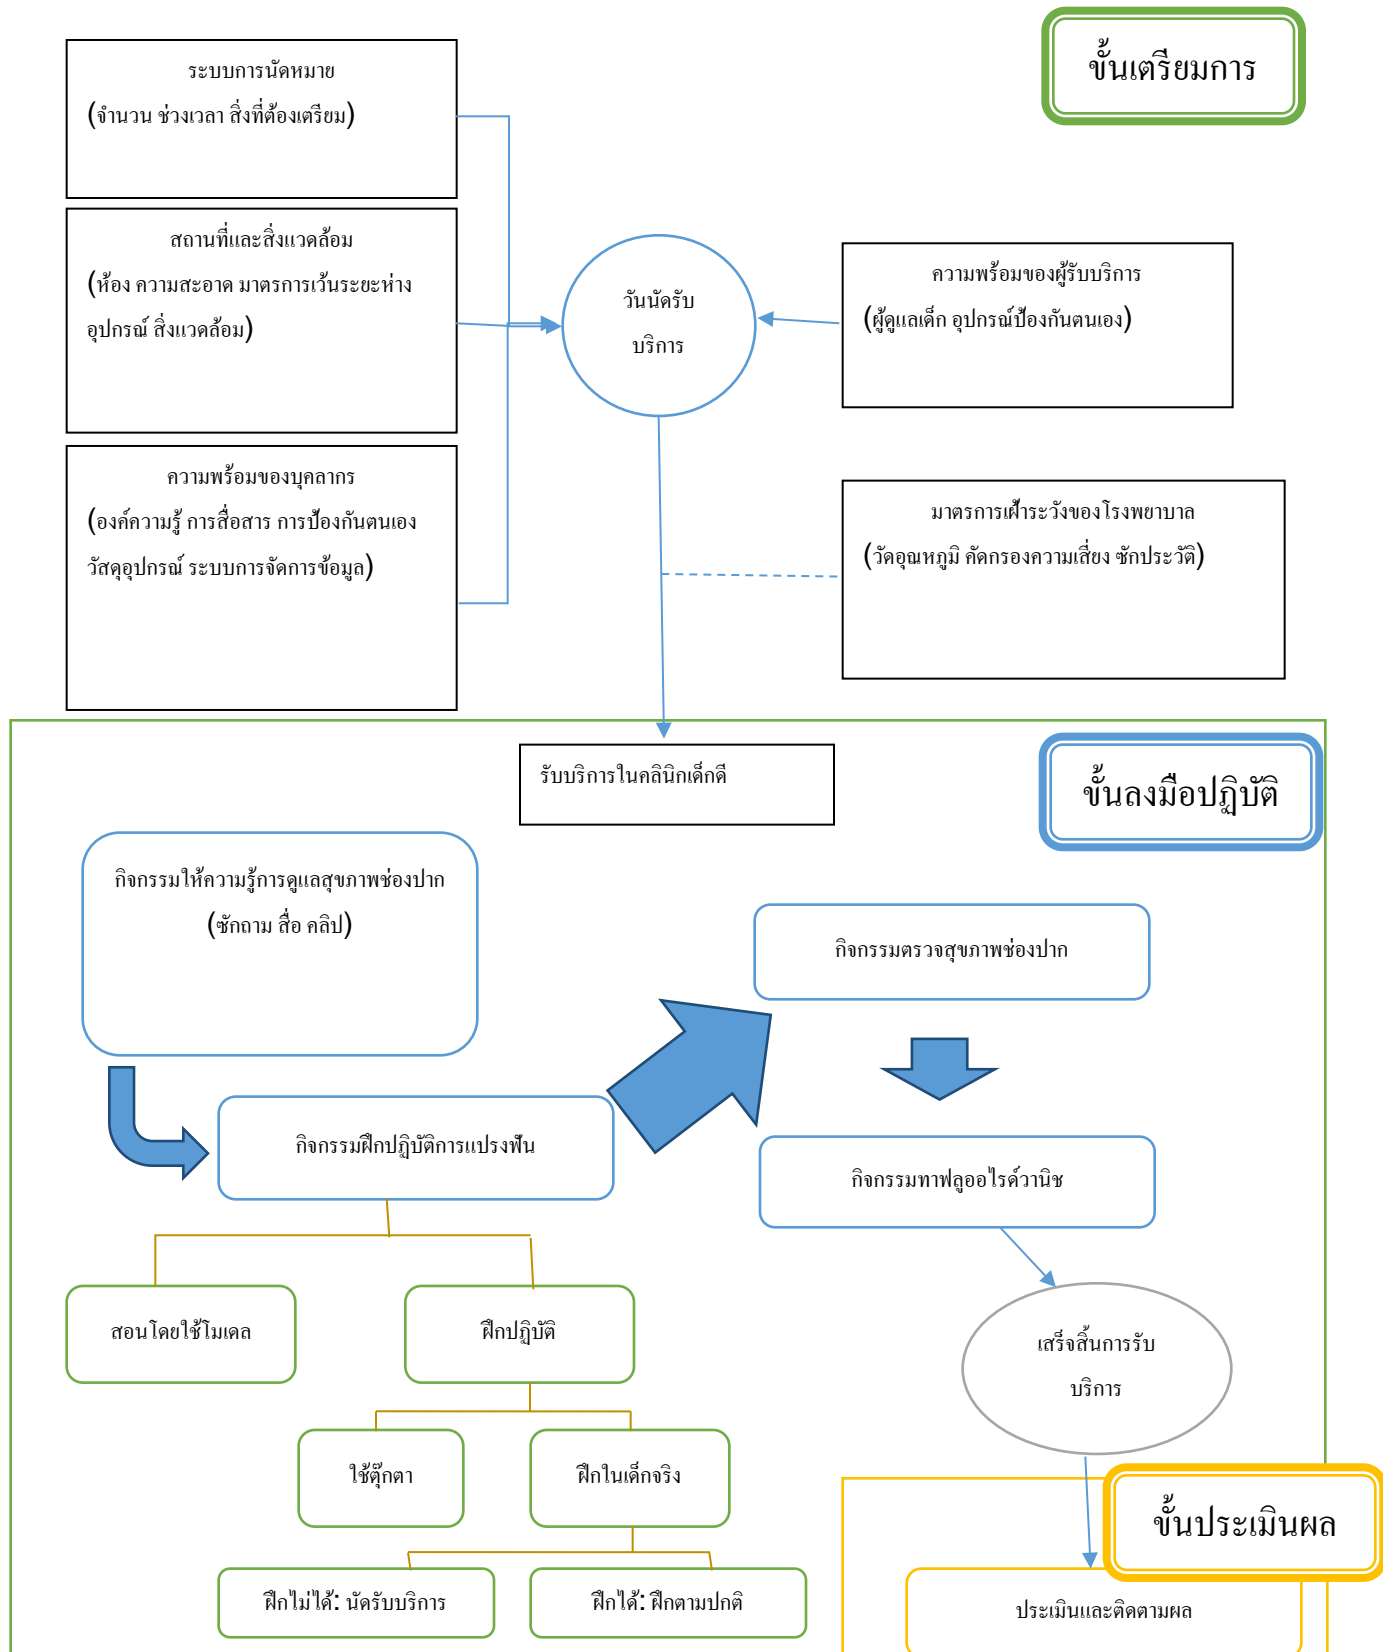 ขั้นเตรียมการ
ระบบการนัดหมาย
(จำนวน ช่วงเวลา สิ่งที่ต้องเตรียม)
สถานที่และสิ่งแวดล้อม
(ห้อง ความสะอาด มาตรการเว้นระยะห่าง
อุปกรณ์ สิ่งแวดล้อม)
ความพร้อมของบุคลากร
(องค์ความรู้ การสื่อสาร การป้องกันตนเอง
วัสดุอุปกรณ์ ระบบการจัดการข้อมูล)
วันนัดรับ
บริการ
ความพร้อมของผู้รับบริการ
(ผู้ดูแลเด็ก อุปกรณ์ป้องกันตนเอง)
มาตรการเฝ้าระวังของโรงพยาบาล
(วัดอุณหภูมิ คัดกรองความเสี่ยง ซักประวัติ)
รับบริการในคลินิกเด็กดี
ขั้นลงมือปฏิบัติ
กิจกรรมให้ความรู้การดูแลสุขภาพช่องปาก
(ซักถาม สื่อ คลิป)
กิจกรรมฝึกปฏิบัติการแปรงฟัน
กิจกรรมตรวจสุขภาพช่องปาก
กิจกรรมทาฟลูออไรด์วานิช
สอนโดยใช้โมเดล
ฝึกปฏิบัติ
ใช้ตุ๊กตา
ฝึกในเด็กจริง
ฝึกไม่ได้: นัดรับบริการ
ฝึกได้: ฝึกตามปกติ
เสร็จสิ้นการรับ
บริการ
ขั้นประเมินผล
ประเมินและติดตามผล